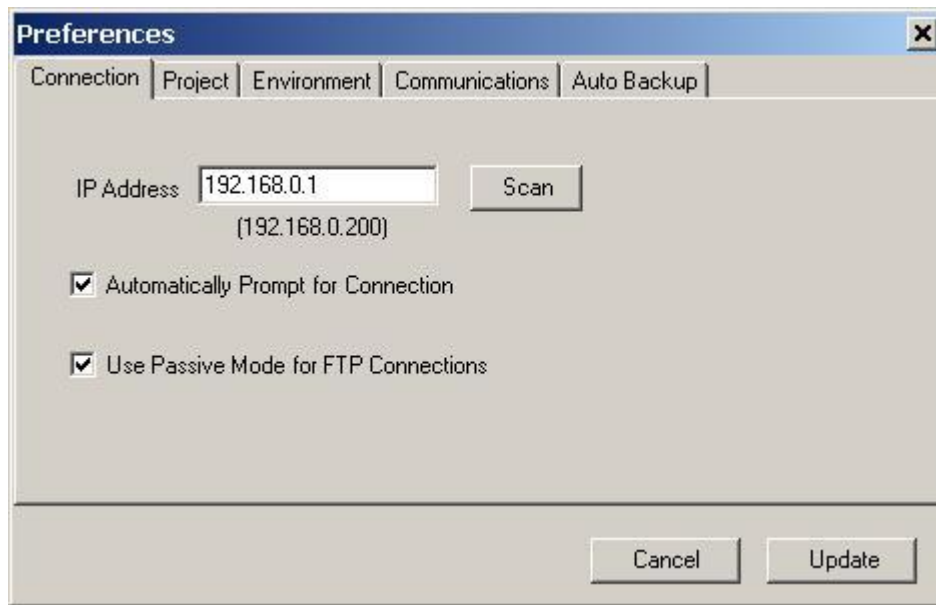 Preferences
Connection Project Environment Communications Auto Backup
IP Address 192.168.0.1 Scan
(192.168.0.200)
Automatically Prompt for Connection
Use Passive Mode for FTP Connections
Cancel Update